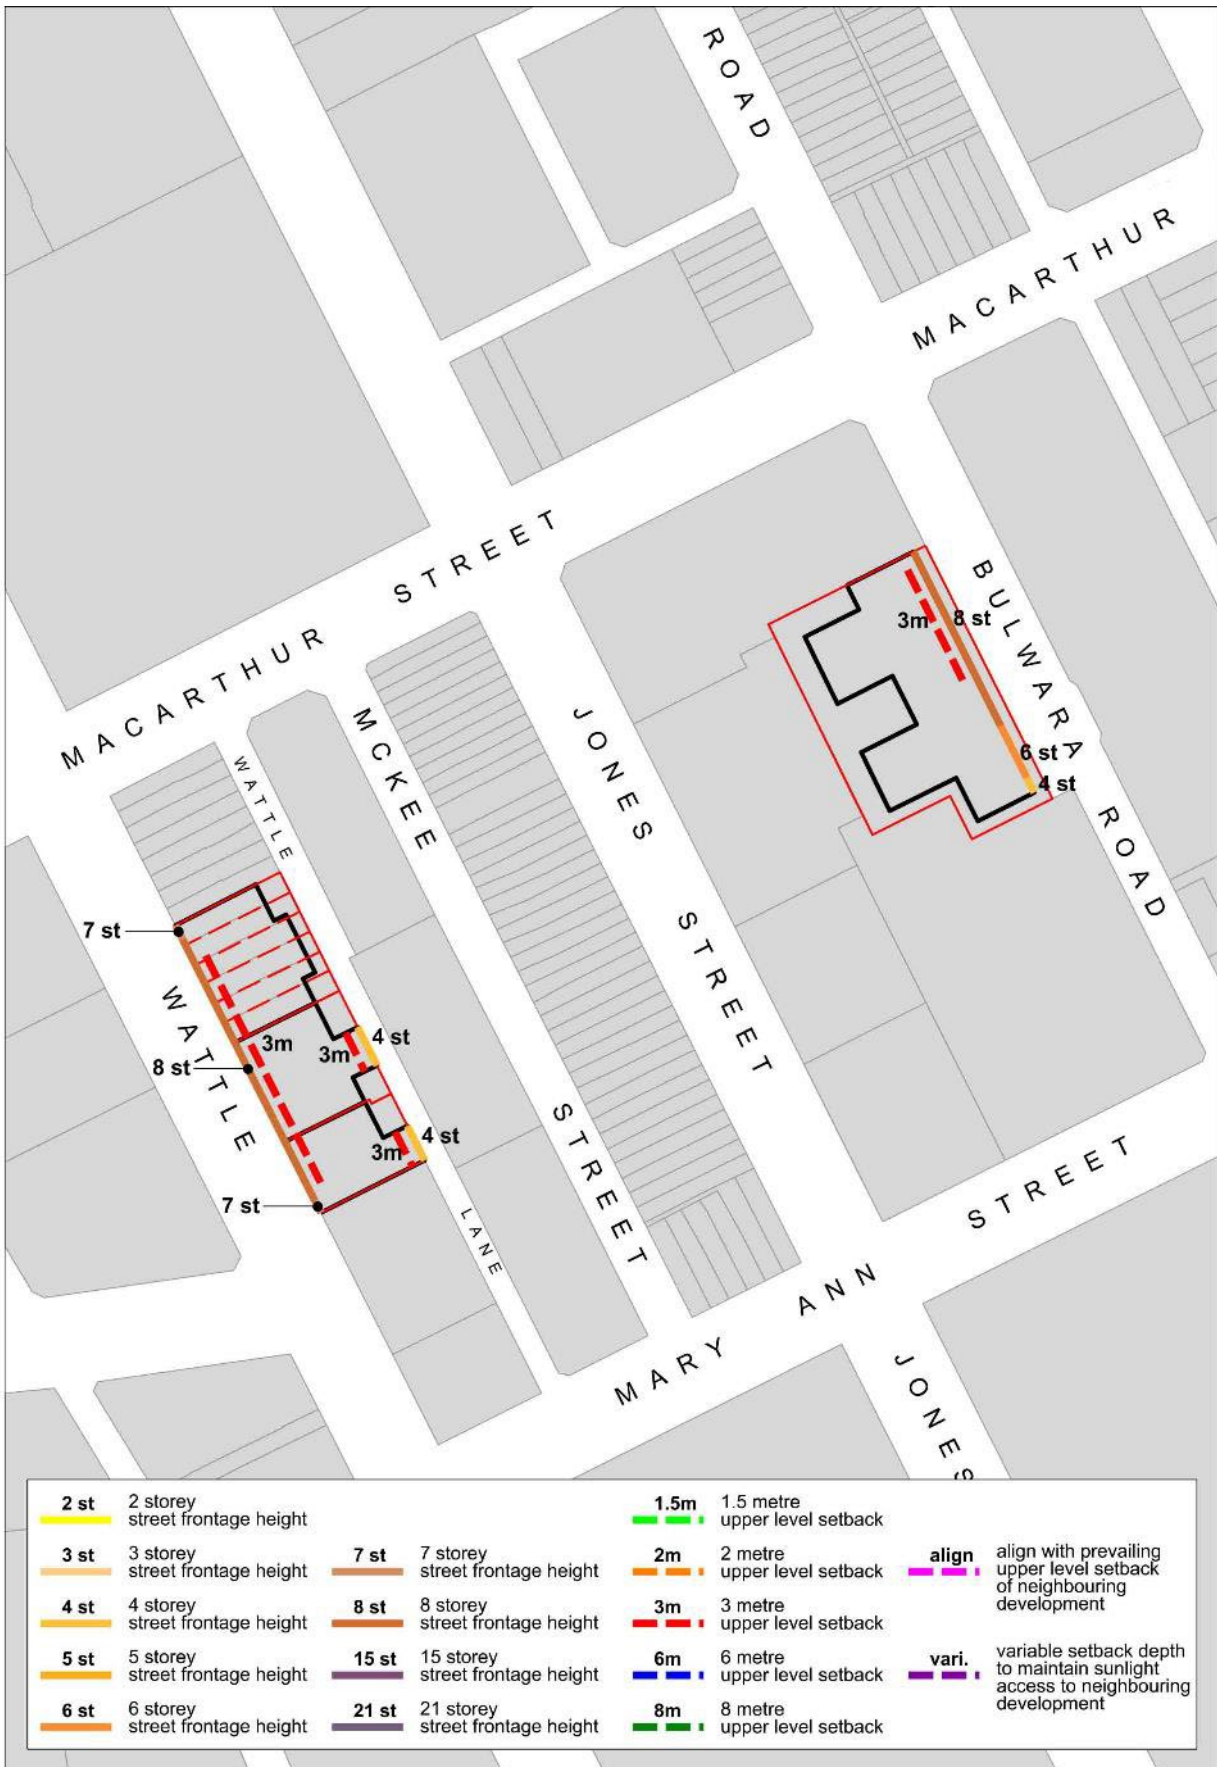 ROAD
MACARTHUR
MACARTHUR STREET
BULWARA ROAD
3m
8 st
6 st
4 st
JONES STREET
MCKEE STREET
WATTLE LANE
WATTLE
7 st
3m
8 st
3m
4 st
4 st
3m
7 st
MARY ANN STREET
JONES
2 st 2 storey
street frontage height
3 st 3 storey
street frontage height
4 st 4 storey
street frontage height
5 st 5 storey
street frontage height
6 st 6 storey
street frontage height
7 st 7 storey
street frontage height
8 st 8 storey
street frontage height
15 st 15 storey
street frontage height
21 st 21 storey
street frontage height
1.5m 1.5 metre
upper level setback
2m 2 metre
upper level setback
3m 3 metre
upper level setback
6m 6 metre
upper level setback
8m 8 metre
upper level setback
align align with prevailing
upper level setback
of neighbouring
development
vari. variable setback depth
to maintain sunlight
access to neighbouring
development